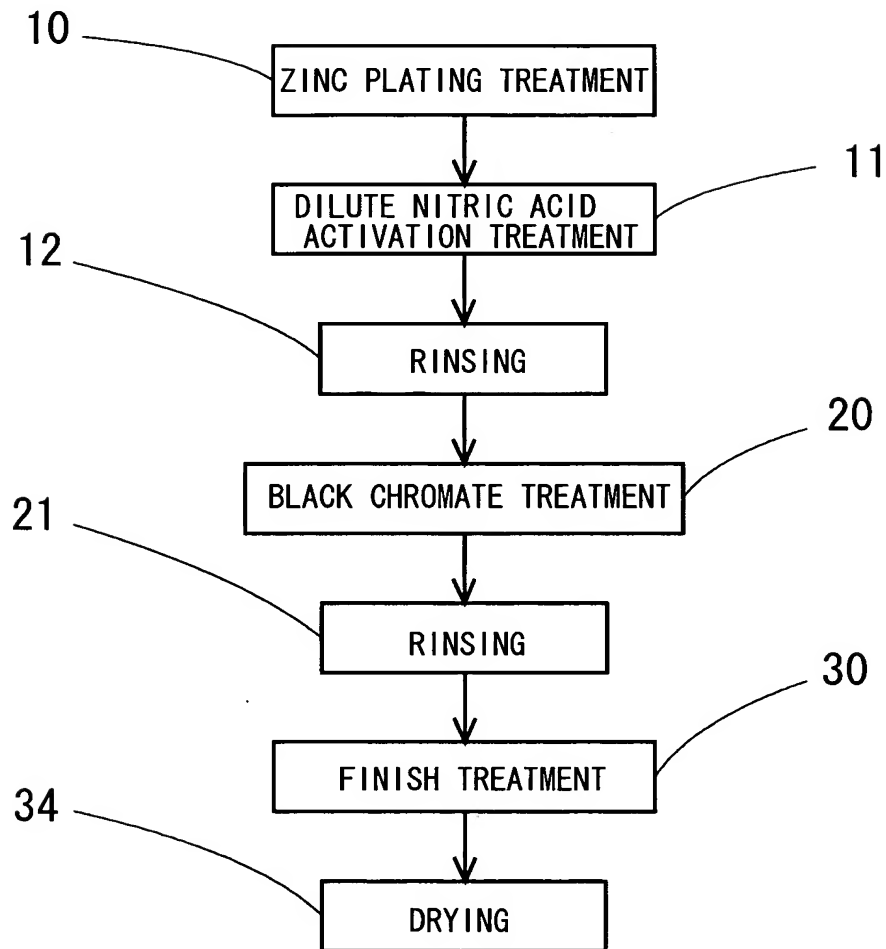 10
ZINC PLATING TREATMENT
11
DILUTE NITRIC ACID
ACTIVATION TREATMENT
12
RINSING
20
BLACK CHROMATE TREATMENT
21
RINSING
30
FINISH TREATMENT
34
DRYING